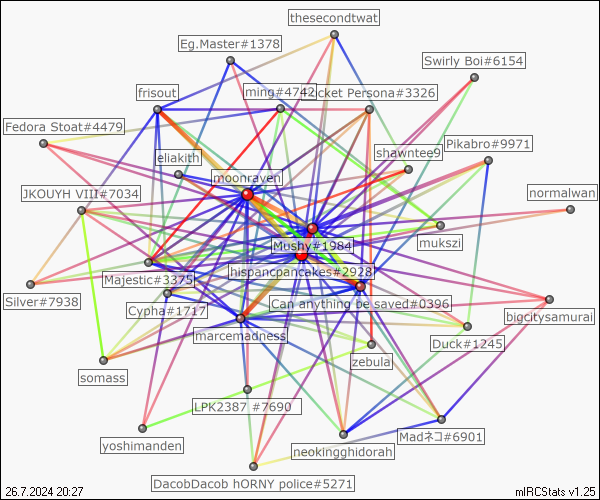 thesecondtwat
Eg.Master#1378
Swirly Boi#6154
frisout
ming#4742
cket Persona#3326
Fedora Stoat#4479
shawntee9
Pikabro#9971
eliakith
moonraven
JKOUYH VIII#7034
normalwan
mukszi
Mushy#1984
hispanicpancakes#2928
Majestic#3375
Silver#7938
Cypha#1717
Can anything be saved#0396
bigcitysamurai
marcemadness
Duck#1245
zebula
somass
LPK2387 #7690
yoshimanden
Madネコ#6901
neokingghidorah
DacobDacob hORNY police#5271
26.7.2024 20:27
mIRCStats v1.25